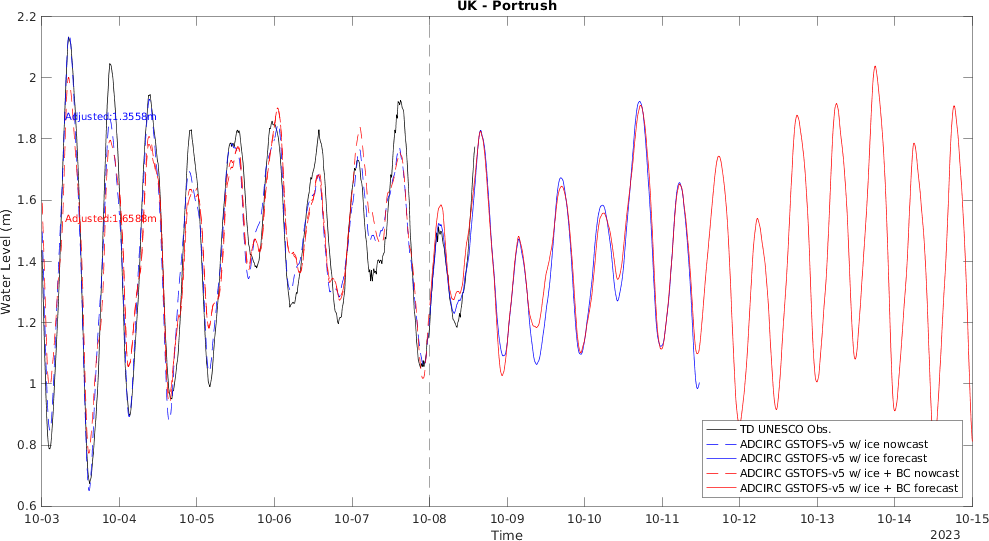 UK - Portrush
2.2
2
1.8
1.6
1.4
1.2
1
0.8
0.6
Water Level (m)
Adjusted:1.3558m
Adjusted:1.6588m
TD UNESCO Obs.
ADCIRC GSTOFS-v5 w/ ice nowcast
ADCIRC GSTOFS-v5 w/ ice forecast
ADCIRC GSTOFS-v5 w/ ice + BC nowcast
ADCIRC GSTOFS-v5 w/ ice + BC forecast
10-03 10-04 10-05 10-06 10-07 10-08 10-09 10-10 10-11 10-12 10-13 10-14 10-15
Time
2023